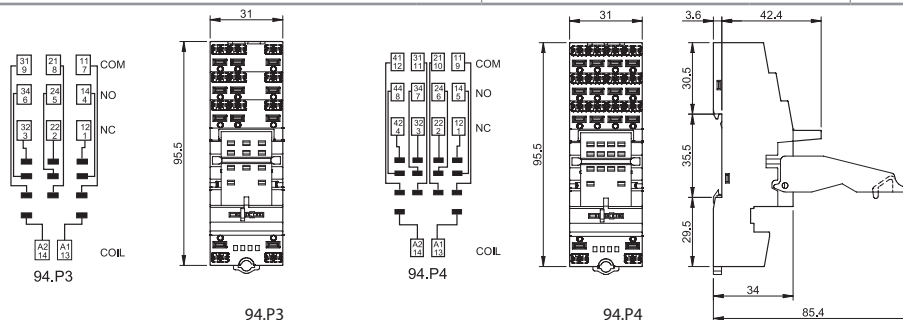 31 21 11
9 8 7
COM
34 24 14
6 5 4
NO
32 22 12
3 2 1
NC
A2 A1
14 13
COIL
94.P3
31
95.5
94.P3
41 31 21 11
12 11 10 9
COM
44 34 24 14
8 7 6 5
NO
42 32 22 12
4 3 2 1
NC
A2 A1
14 13
COIL
94.P4
31
95.5
94.P4
3.6 42.4
30.5
35.5
29.5
34
85.4